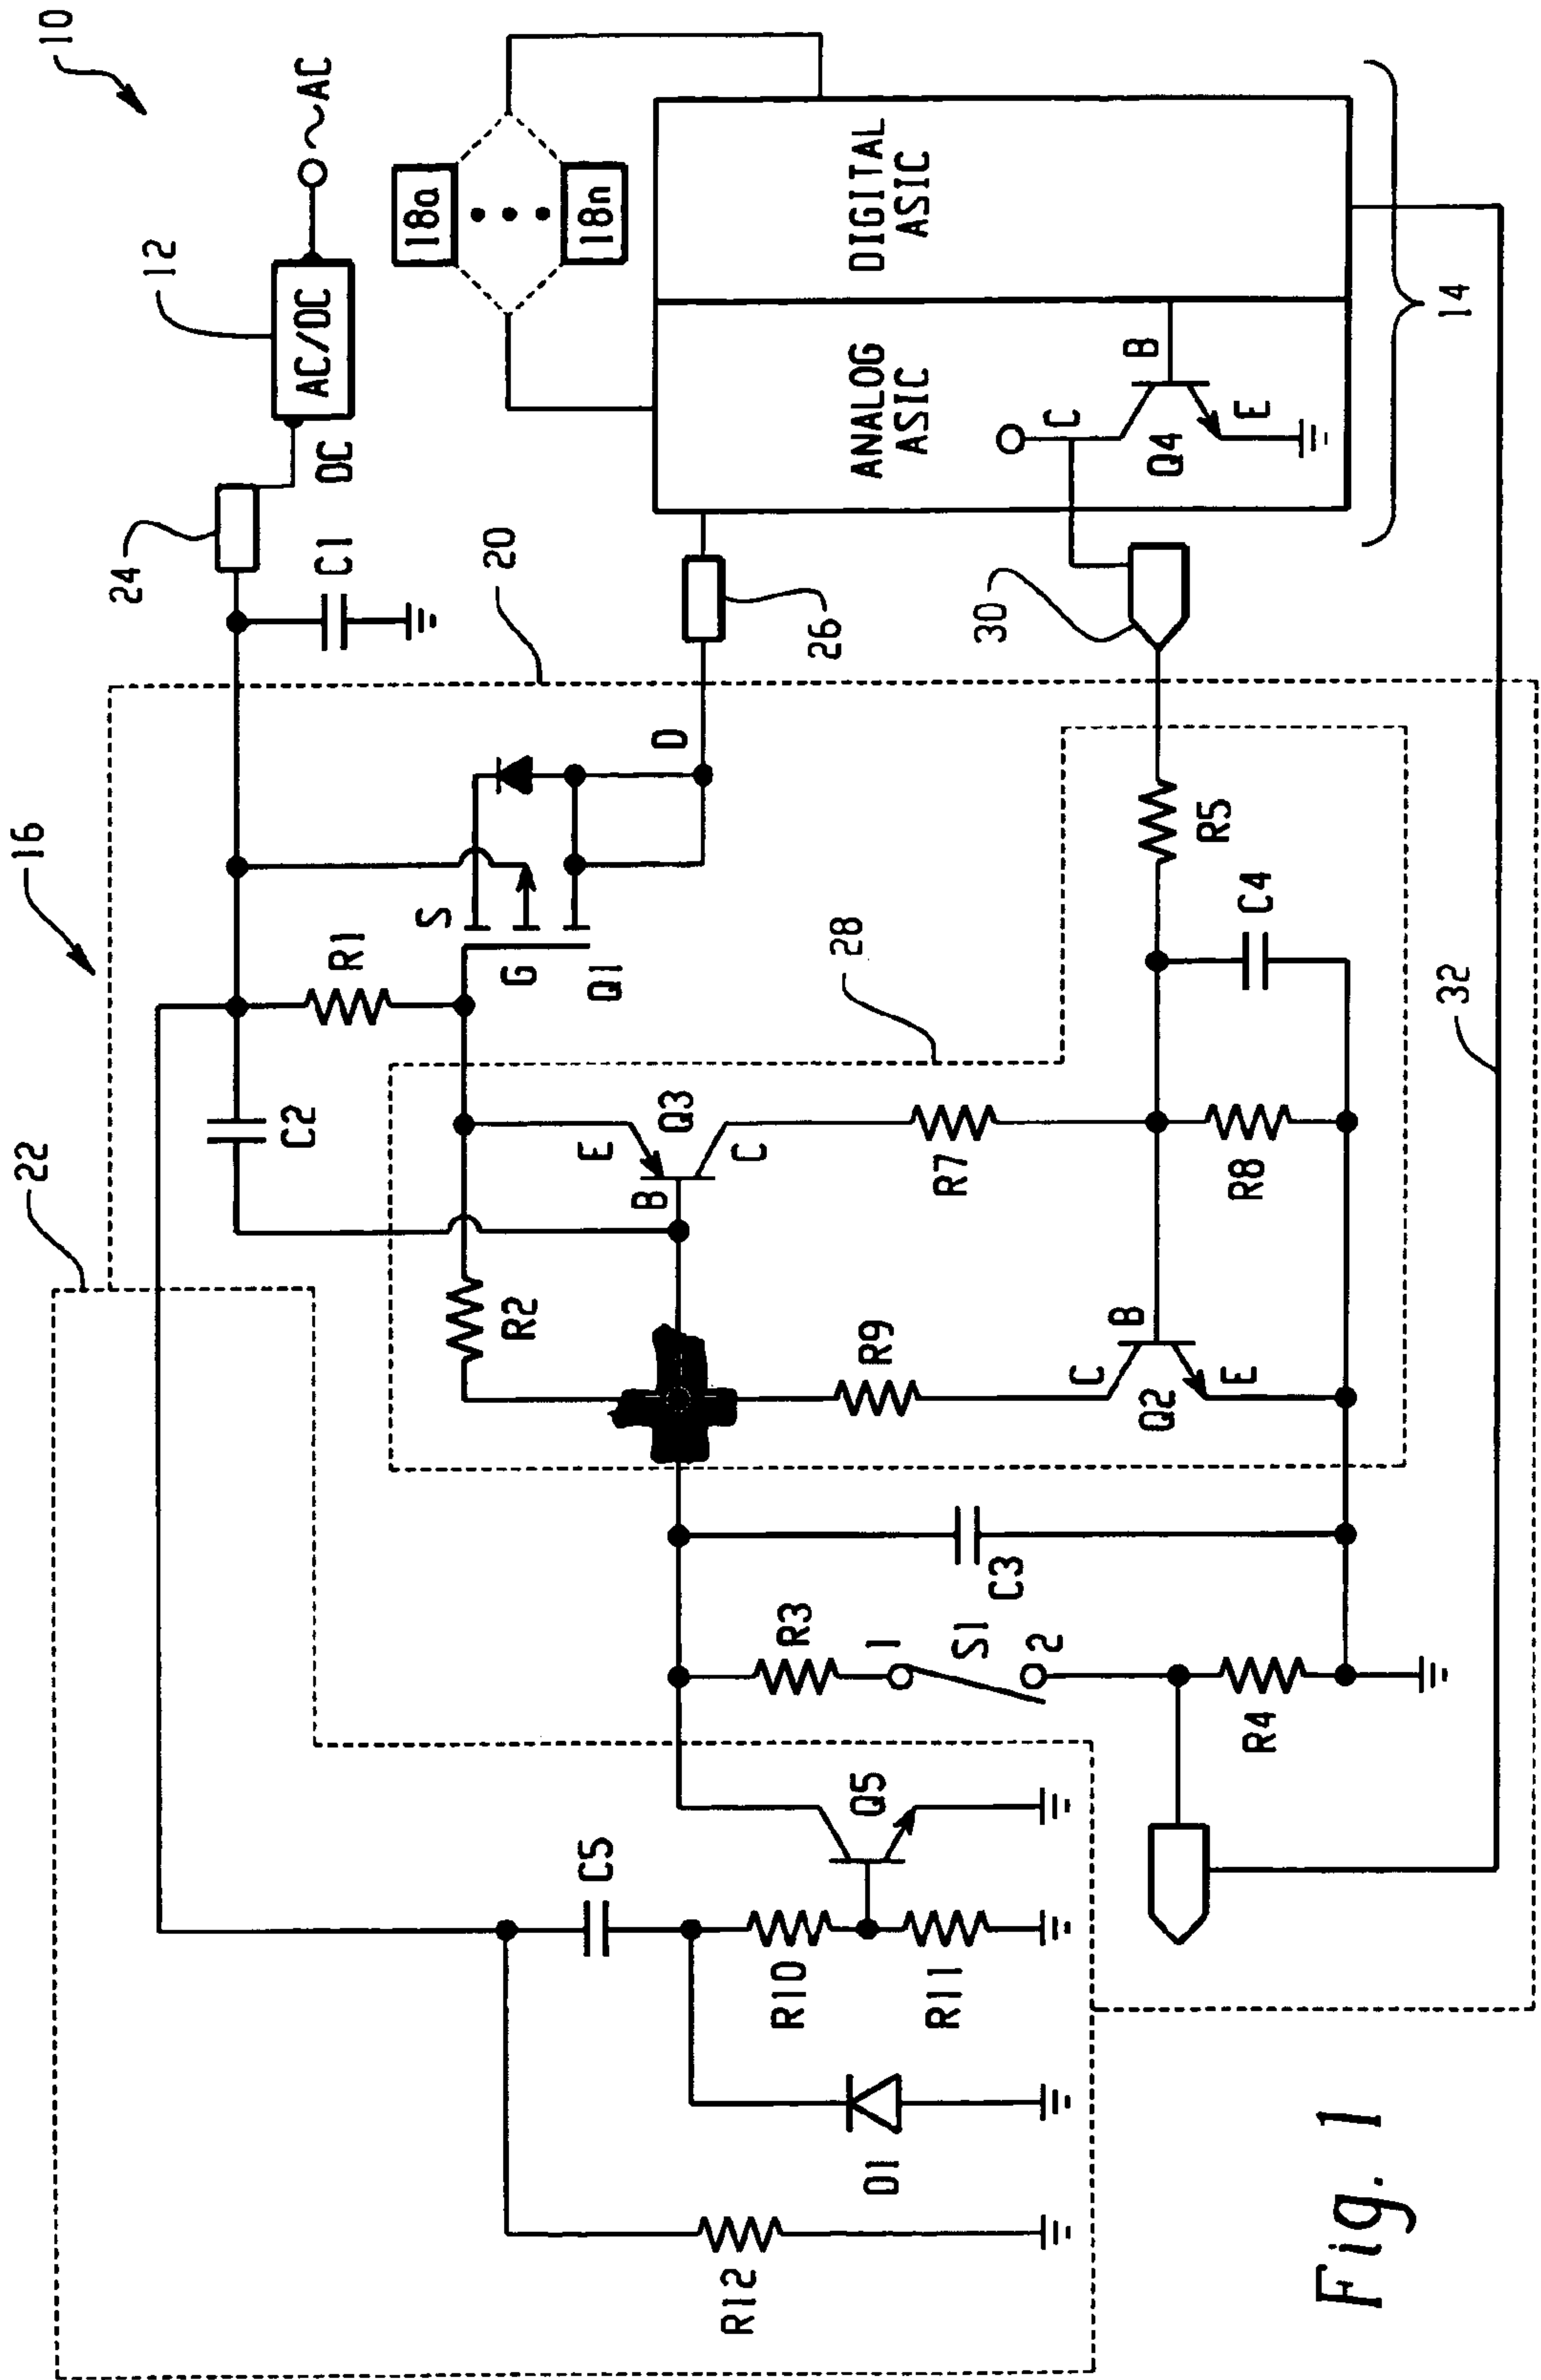 10
AC
12
AC/DC
DC
24
C1
16
22
20
C2
R1
S
G
Q1
D
26
18a
18n
ANALOG
ASIC
DIGITAL
ASIC
C
B
E
Q4
14
30
28
R2
E
B
C
Q3
R7
R9
R8
C
B
E
Q2
R5
C4
32
C3
R3
1
S1
2
R4
Q5
C5
R10
R11
D1
R12
Fig. 1